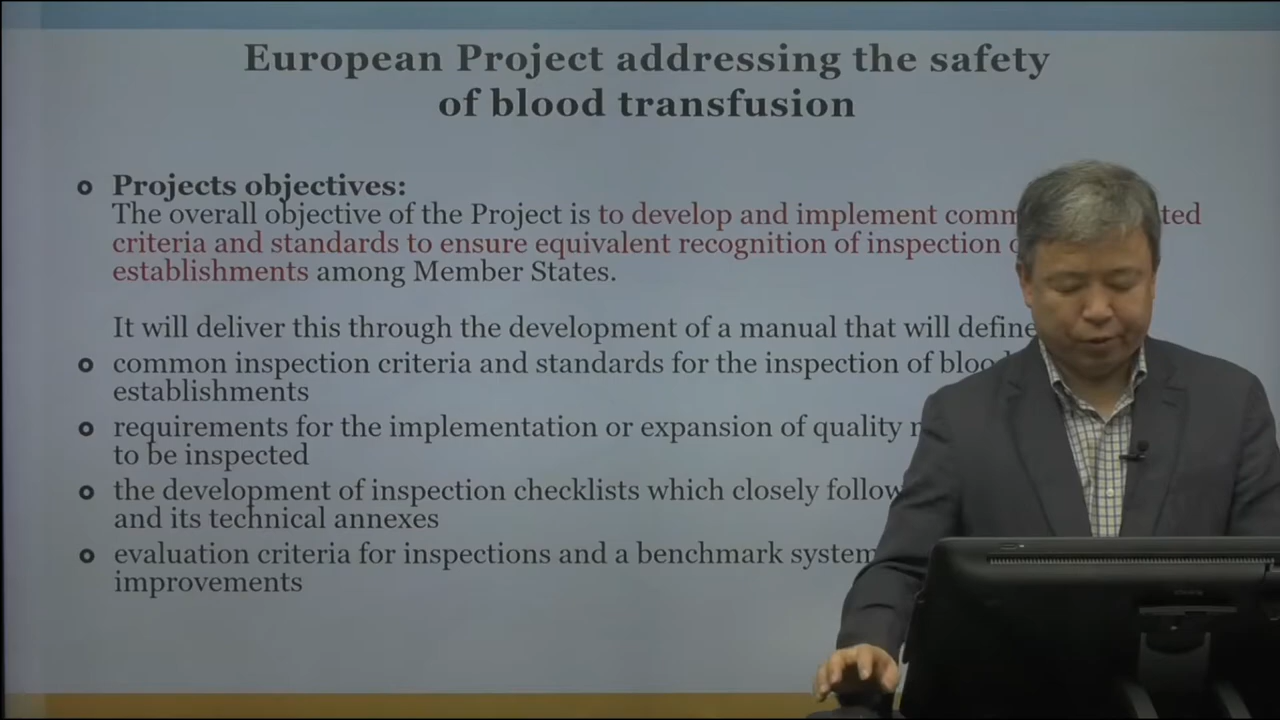 European Project addressing the safety
of blood transfusion
Projects objectives:
The overall objective of the Project is to develop and implement
criteria and standards to ensure equivalent recognition of inspection
establishments among Member States.
It will deliver this through the development of a manual that will define
common inspection criteria and standards for the inspection of
establishments
requirements for the implementation or expansion of quality
to be inspected
the development of inspection checklists which closely follow
and its technical annexes
evaluation criteria for inspections and a benchmark system
improvements